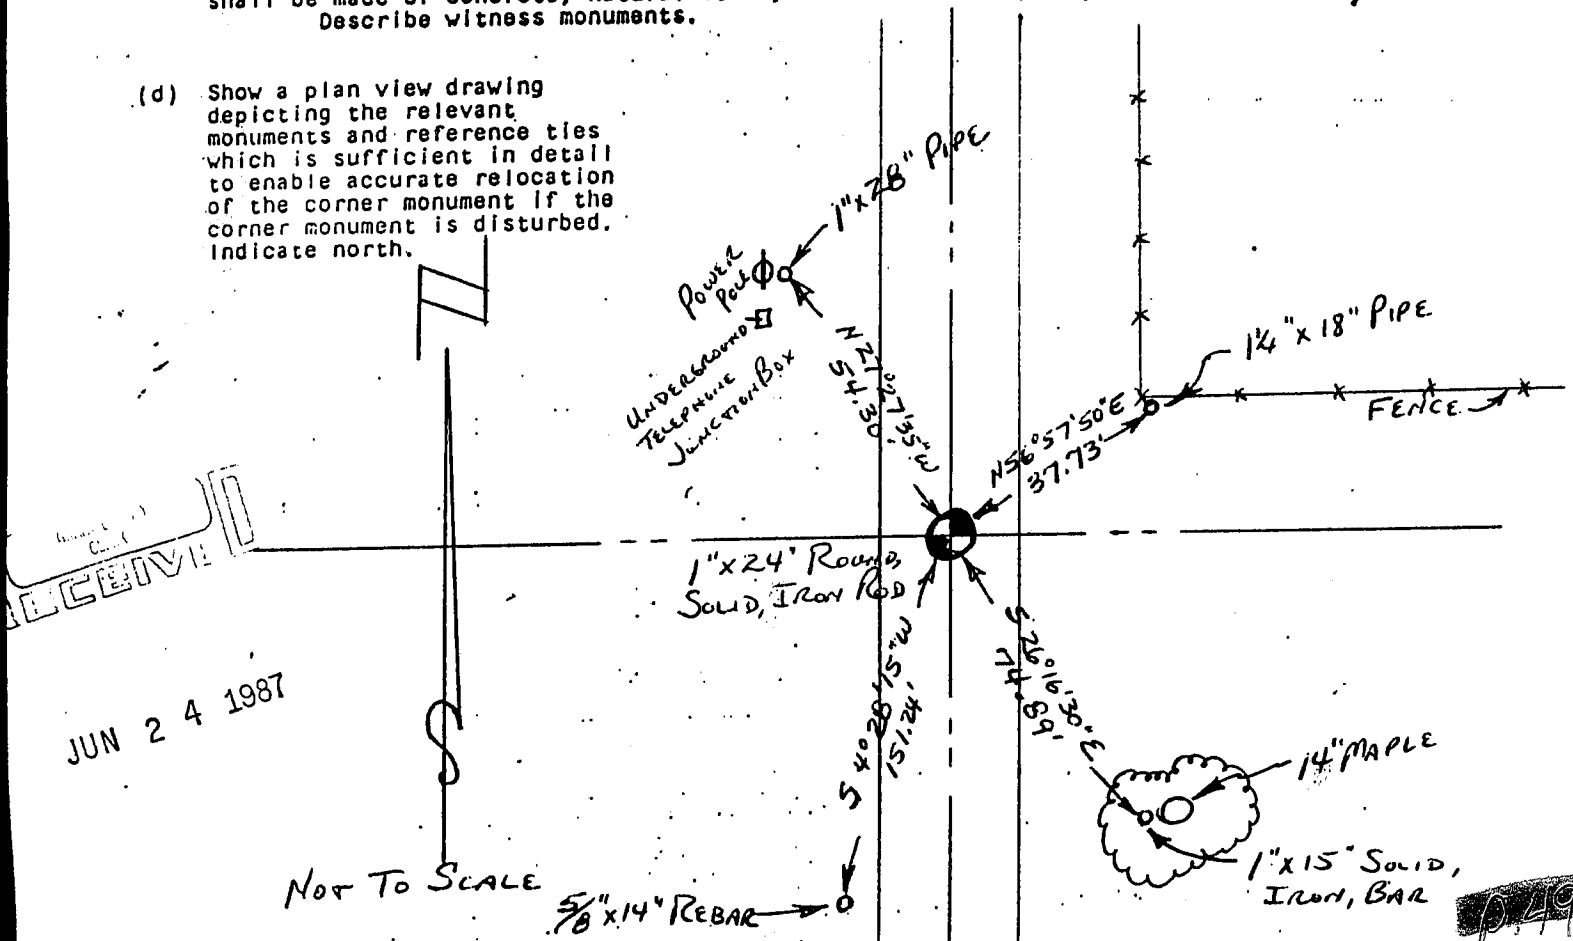 Describe witness monuments.
(d) Show a plan view drawing
depicting the relevant
monuments and reference ties
which is sufficient in detail
to enable accurate relocation
of the corner monument if the
corner monument is disturbed.
Indicate north.
1"x28" PIPE
POWER
POLE
UNDERGROUND
TELEPHONE
JUNCTION BOX
N27°27'35"W
54.30'
1¼"x18" PIPE
FENCE
N56°57'50"E
37.73'
1"x24" ROUND,
SOLID, IRON ROD
RECEIVED
JUN 24 1987
S 4°28'15"W
151.24'
S 26°16'30"E
74.89'
14" MAPLE
1"x15" SOLID,
IRON, BAR
NOT TO SCALE
5/8"x14" REBAR